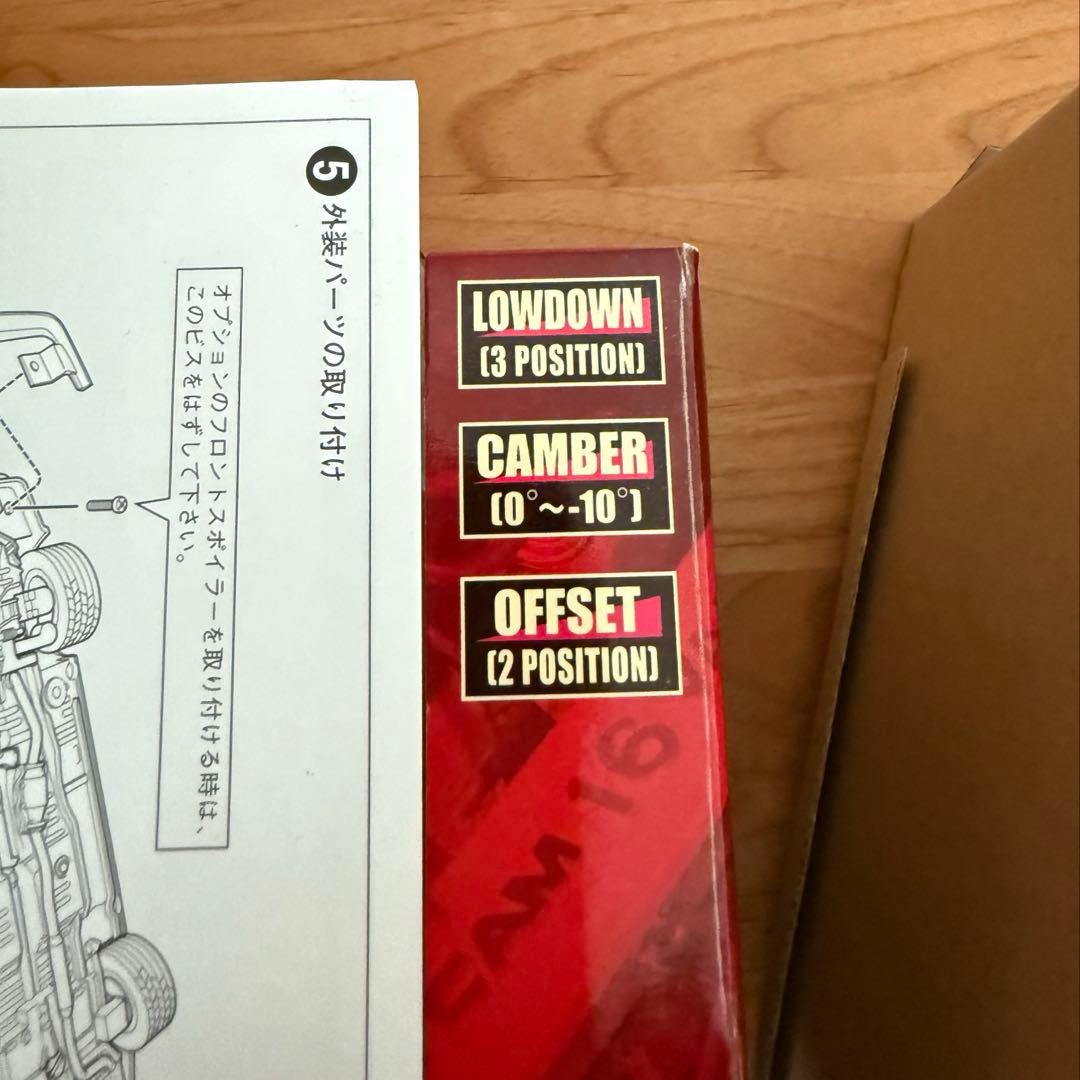 5 外装パーツの取り付け
オプションのフロントスポイラーを取り付ける時は、
このビスをはずして下さい。
LOWDOWN
(3 POSITION)
CAMBER
(0°～-10°)
OFFSET
(2 POSITION)